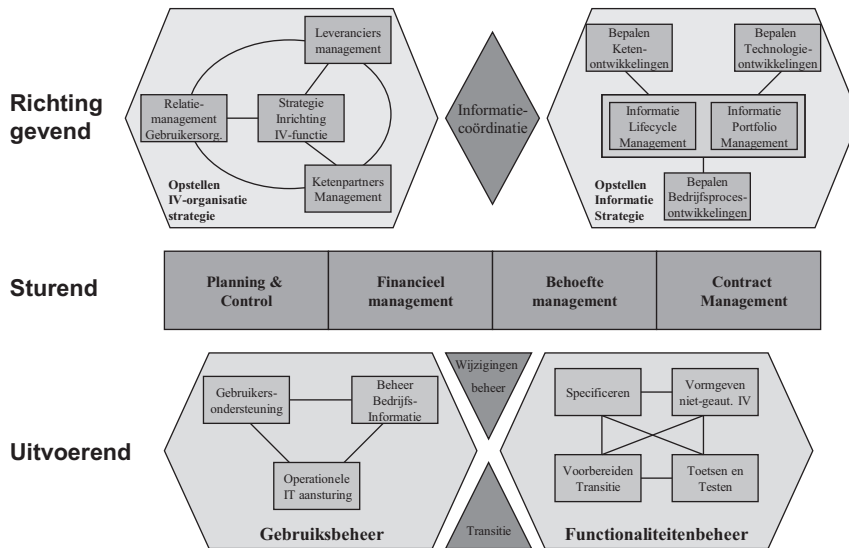 Richting
gevend
Leveranciers
management
Relatie-
management
Gebruikersorg.
Strategie
Inrichting
IV-functie
Ketenpartners
Management
Opstellen
IV-organisatie
strategie
Informatie-
coördinatie
Bepalen
Keten-
ontwikkelingen
Bepalen
Technologie-
ontwikkelingen
Informatie
Lifecycle
Management
Informatie
Portfolio
Management
Bepalen
Bedrijfsproces-
ontwikkelingen
Opstellen
Informatie
Strategie
Sturend
Planning &
Control
Financieel
management
Behoefte
management
Contract
Management
Uitvoerend
Gebruikers-
ondersteuning
Beheer
Bedrijfs-
Informatie
Operationele
IT aansturing
Gebruiksbeheer
Wijzigingen
beheer
Transitie
Specificeren
Vormgeven
niet-geaut. IV
Voorbereiden
Transitie
Toetsen en
Testen
Functionaliteitenbeheer